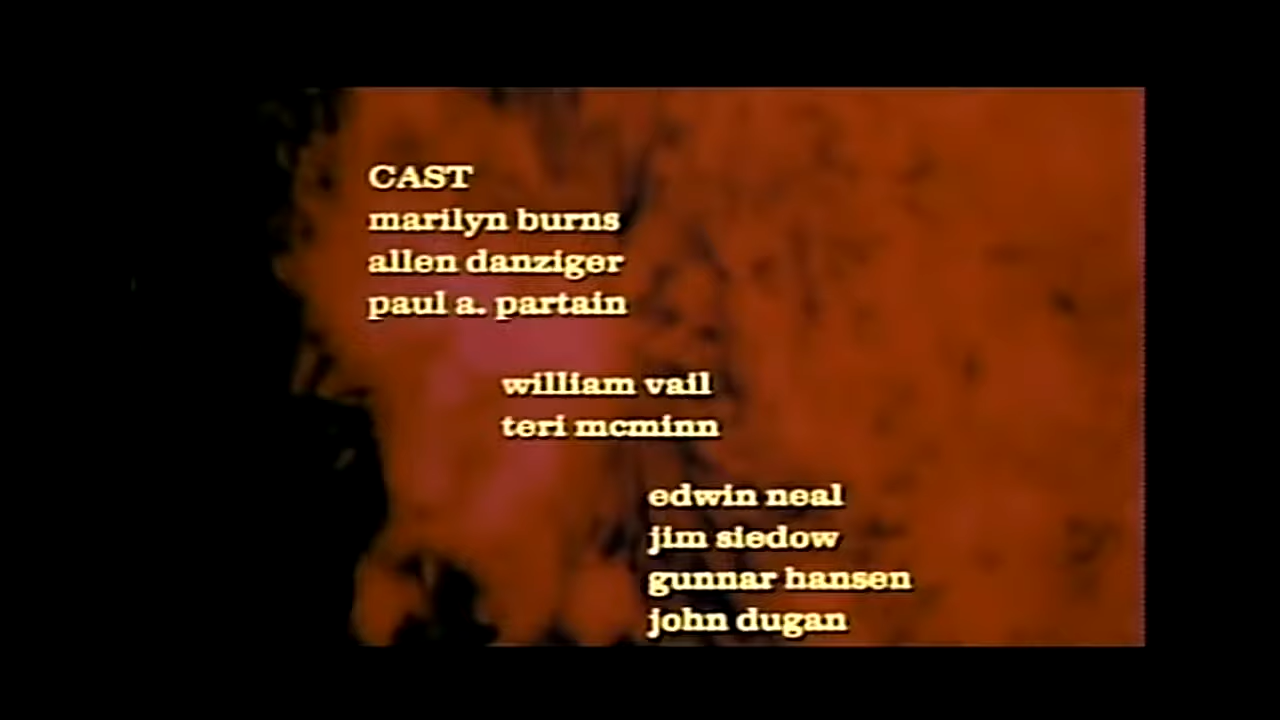 CAST
marilyn burns
allen danziger
paul a. partain
william vail
teri mcminn
edwin neal
jim siedow
gunnar hansen
john dugan